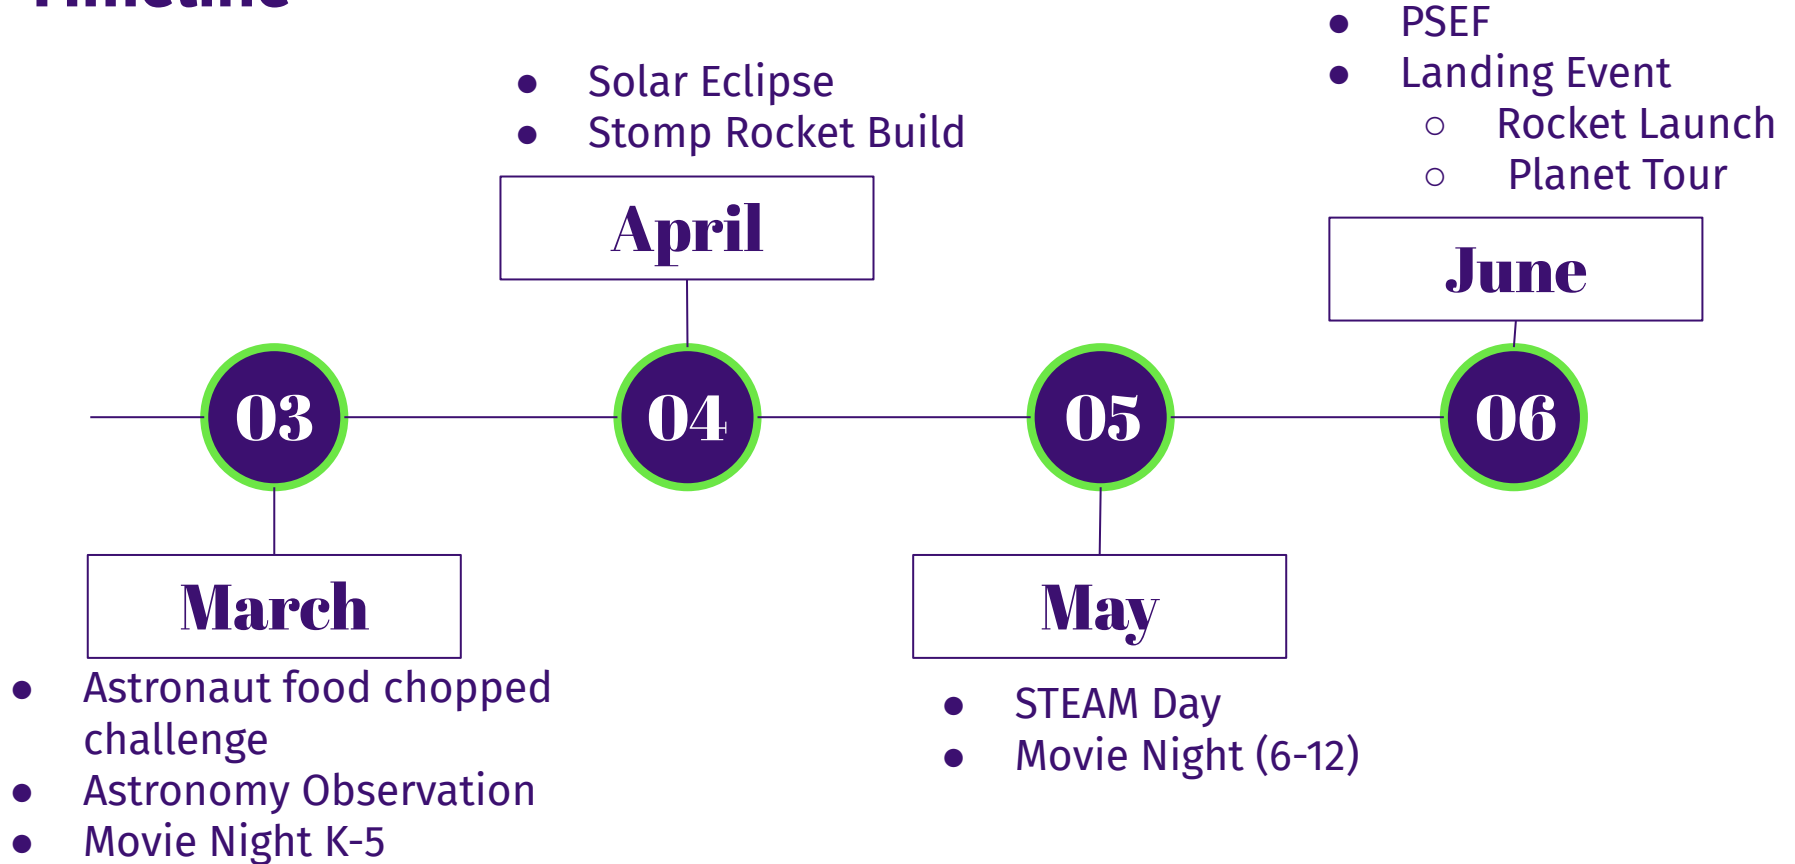 Timeline
● PSEF
● Landing Event
○ Rocket Launch
○ Planet Tour
● Solar Eclipse
● Stomp Rocket Build
April
June
03
04
05
06
March
May
● Astronaut food chopped
challenge
● Astronomy Observation
● Movie Night K-5
● STEAM Day
● Movie Night (6-12)